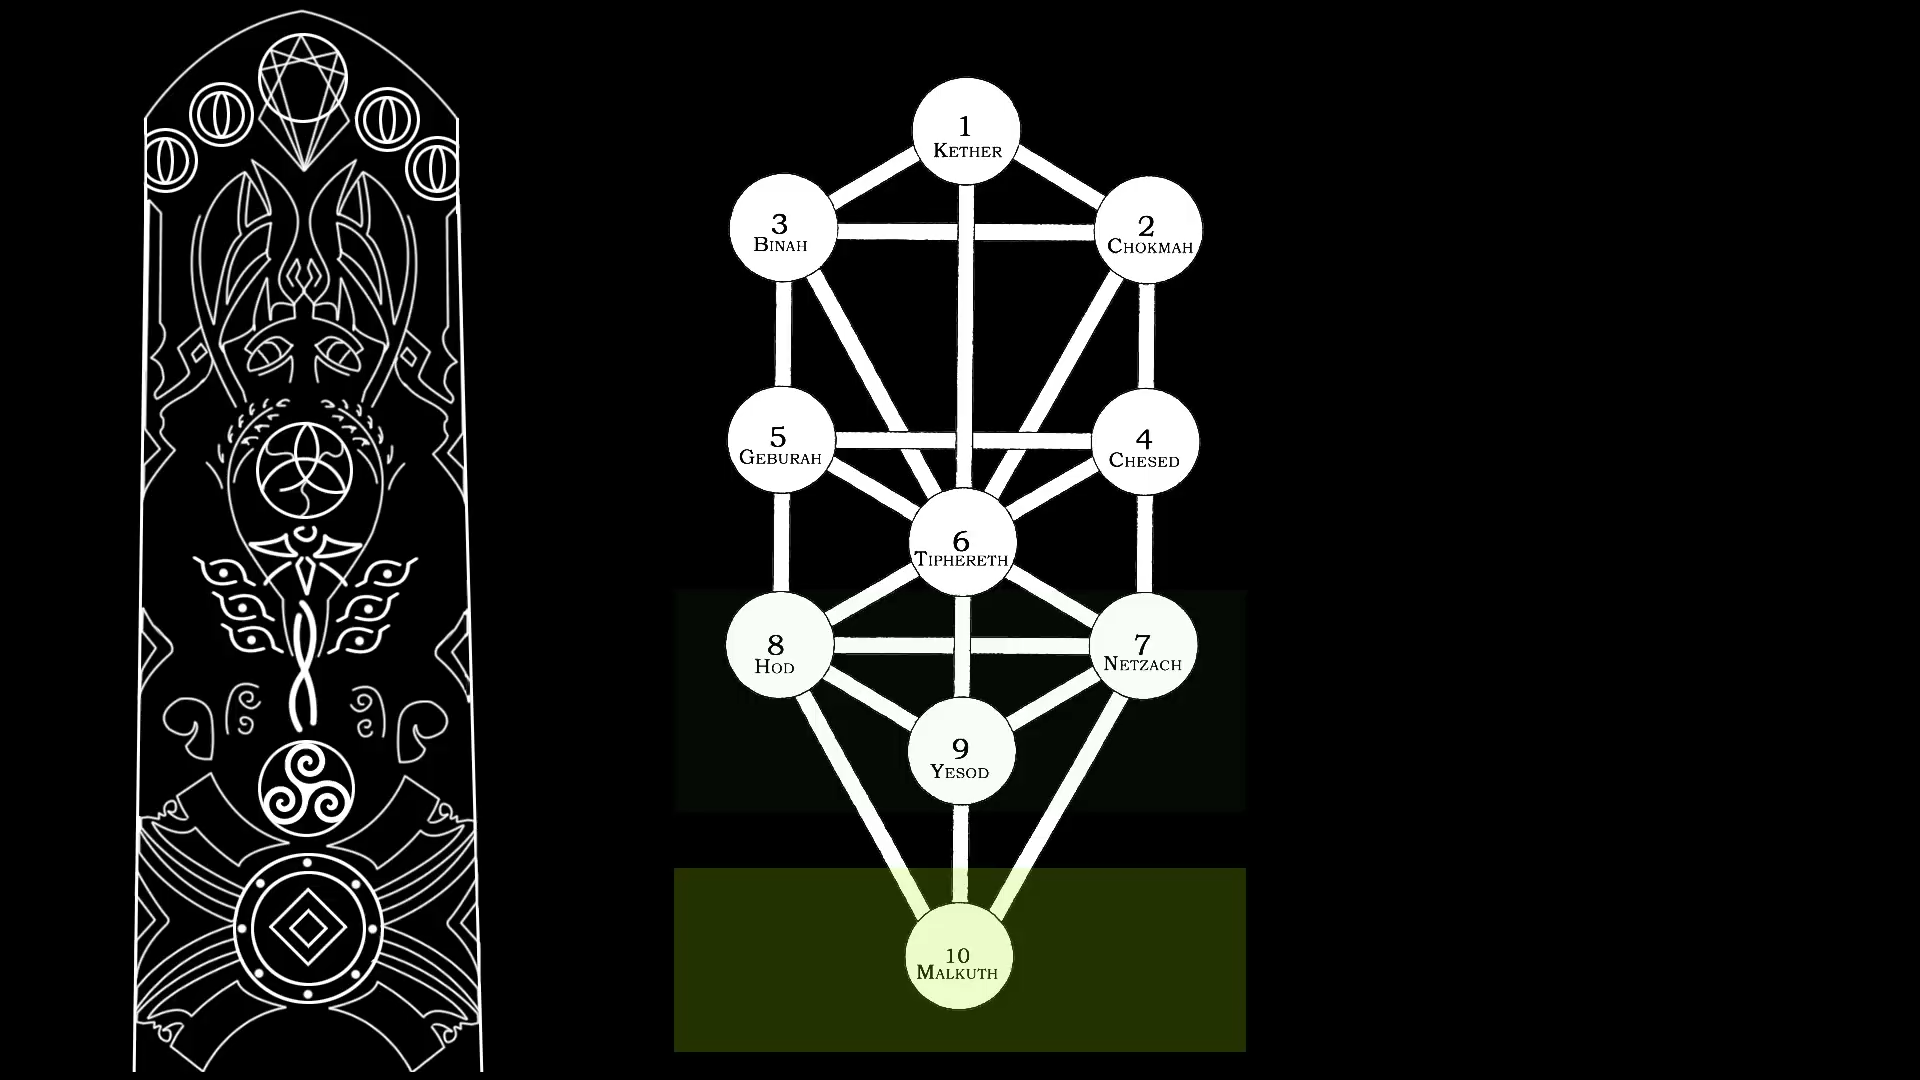 1
KETHER
3
BINAH
2
CHOKMAH
5
GEBURAH
4
CHESED
6
TIPHERETH
8
HOD
7
NETZACH
9
YESOD
10
MALKUTH